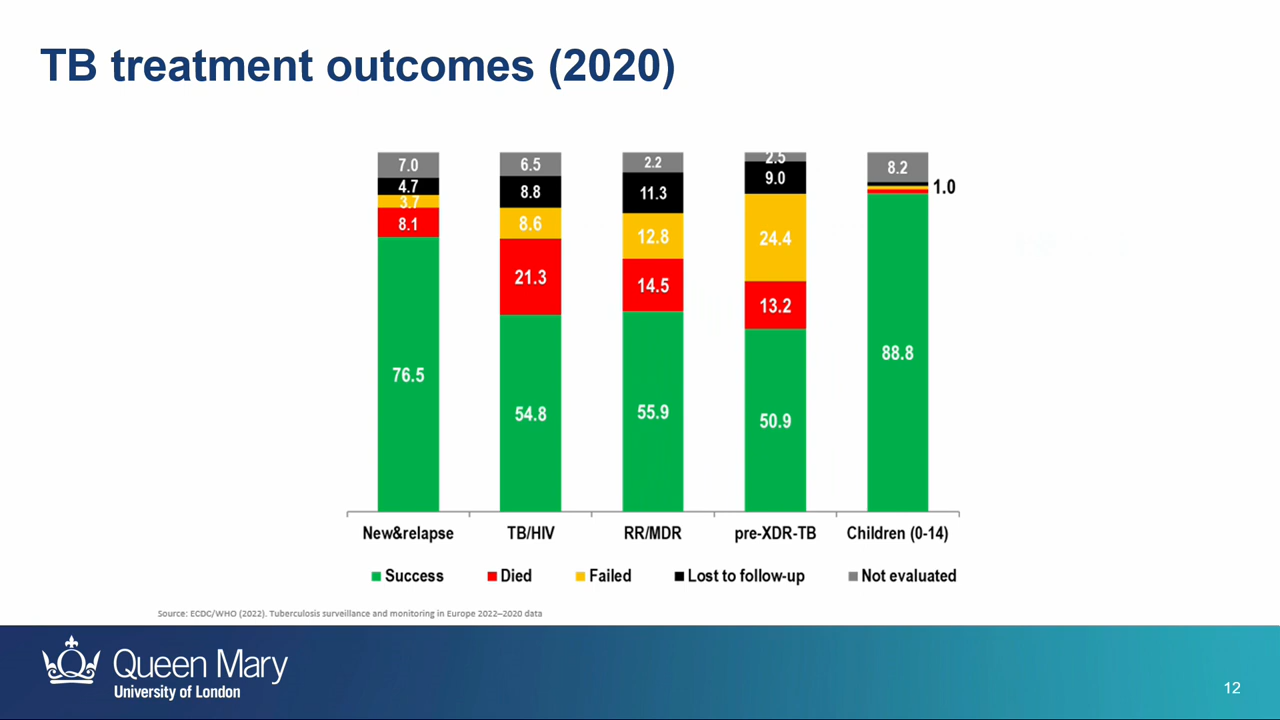 TB treatment outcomes (2020)
7.0 6.5 2.2 2.5 8.2
4.7 8.8 11.3 9.0 1.0
3.7 8.6 12.8 24.4
8.1 21.3 14.5 13.2
76.5 54.8 55.9 50.9 88.8
New&relapse TB/HIV RR/MDR pre-XDR-TB Children (0-14)
Success Died Failed Lost to follow-up Not evaluated
Source: ECDC/WHO (2022). Tuberculosis surveillance and monitoring in Europe 2022–2020 data
Queen Mary
University of London
12